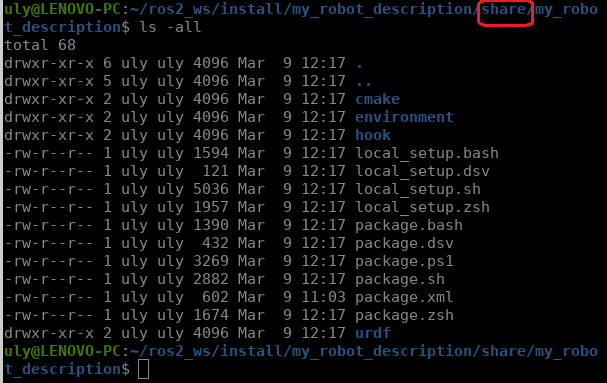 uly@LENOVO-PC:~/ros2_ws/install/my_robot_description/share/my_robo
t_description$ ls -all
total 68
drwxr-xr-x 6 uly uly 4096 Mar  9 12:17 .
drwxr-xr-x 5 uly uly 4096 Mar  9 12:17 ..
drwxr-xr-x 2 uly uly 4096 Mar  9 12:17 cmake
drwxr-xr-x 2 uly uly 4096 Mar  9 12:17 environment
drwxr-xr-x 2 uly uly 4096 Mar  9 12:17 hook
-rw-r--r-- 1 uly uly 1594 Mar  9 12:17 local_setup.bash
-rw-r--r-- 1 uly uly  121 Mar  9 12:17 local_setup.dsv
-rw-r--r-- 1 uly uly 5036 Mar  9 12:17 local_setup.sh
-rw-r--r-- 1 uly uly 1957 Mar  9 12:17 local_setup.zsh
-rw-r--r-- 1 uly uly 1390 Mar  9 12:17 package.bash
-rw-r--r-- 1 uly uly  432 Mar  9 12:17 package.dsv
-rw-r--r-- 1 uly uly 3269 Mar  9 12:17 package.ps1
-rw-r--r-- 1 uly uly 2882 Mar  9 12:17 package.sh
-rw-r--r-- 1 uly uly  602 Mar  9 11:03 package.xml
-rw-r--r-- 1 uly uly 1674 Mar  9 12:17 package.zsh
drwxr-xr-x 2 uly uly 4096 Mar  9 12:17 urdf
uly@LENOVO-PC:~/ros2_ws/install/my_robot_description/share/my_robo
t_description$